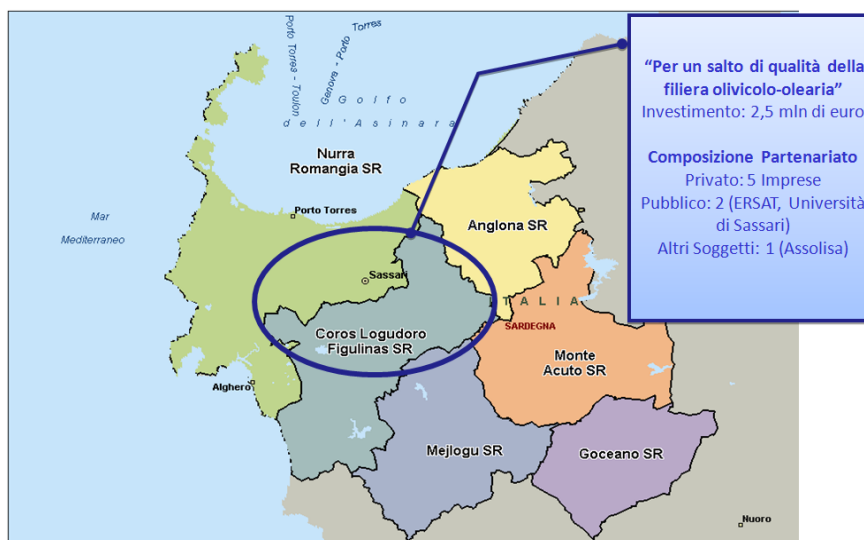 Porto Torres - Toulon
Genova - Porto Torres
Golfo
dell'Asinara
Nurra
Romangia SR
Mar
Mediterraneo
Porto Torres
Anglona SR
Sassari
ITALIA
SARDEGNA
Coros Logudoro
Figulinas SR
Monte
Acuto SR
Alghero
Mejlogu SR
Goceano SR
Nuoro
“Per un salto di qualità della
filiera olivicolo-olearia”
Investimento: 2,5 mln di euro
Composizione Partenariato
Privato: 5 Imprese
Pubblico: 2 (ERSAT, Università
di Sassari)
Altri Soggetti: 1 (Assolisa)